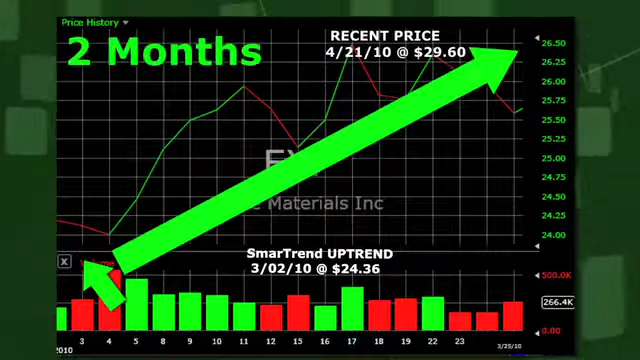 Price History
2 Months
RECENT PRICE
4/21/10 @ $29.60
26.50
26.25
26.00
25.75
25.50
25.25
25.00
24.75
24.50
24.25
24.00
Materials Inc
SmarTrend UPTREND
3/02/10 @ $24.36
X
500.0K
266.4K
0.00
3 4 5 8 9 10 11 12 15 16 17 18 19 22 23
2010
3/25/10